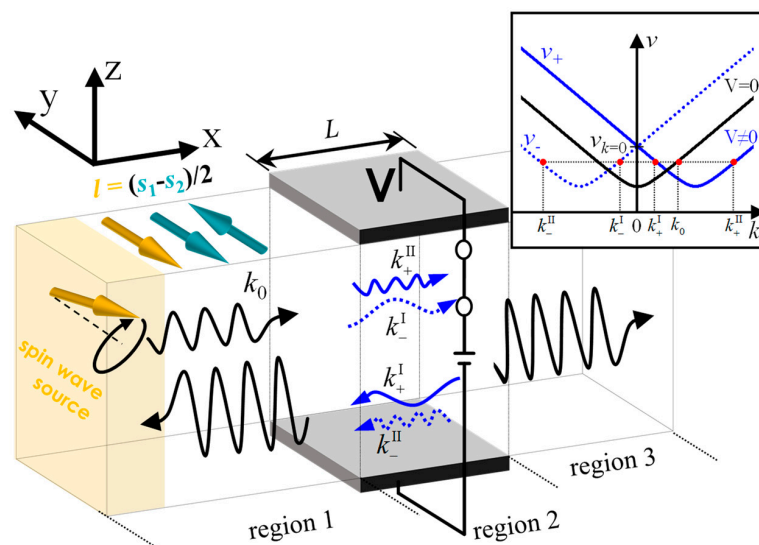 z
y
x
L
l = (s₁-s₂)/2
V
k₀
spin wave
source
k₊ᴵᴵ
k₋ᴵ
k₊ᴵ
k₋ᴵᴵ
region 1
region 2
region 3
ν
ν₊
V=0
ν₋
νₖ₌₀
V≠0
k₋ᴵᴵ
k₋ᴵ
0
k₊ᴵ
k₀
k₊ᴵᴵ
k